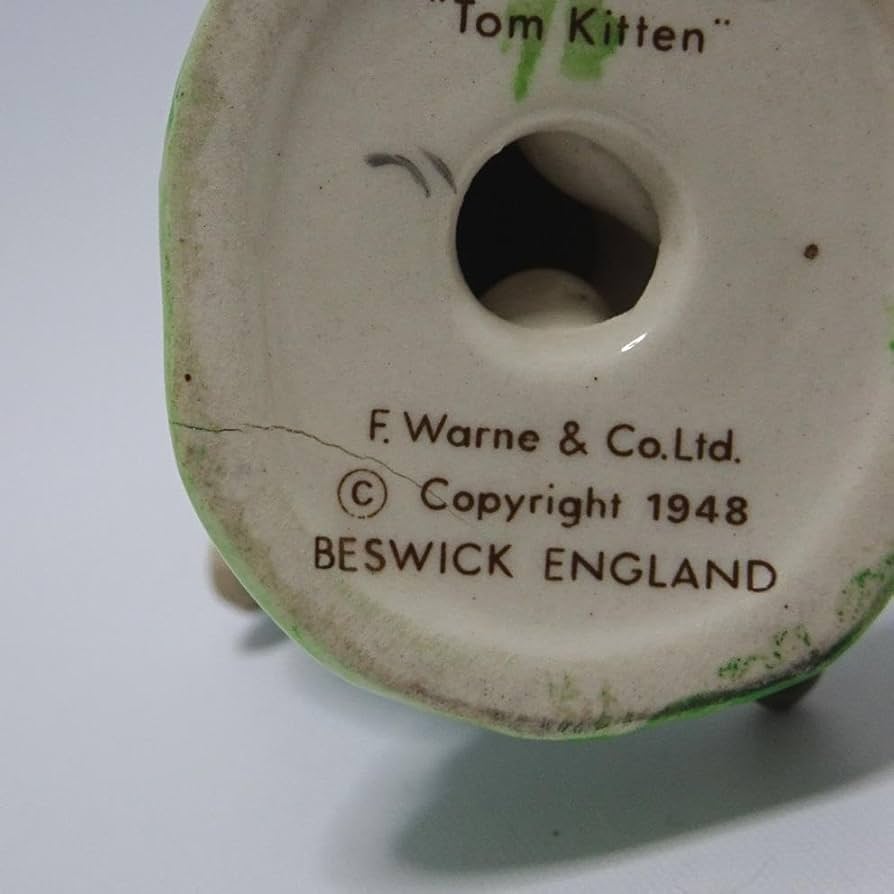 "Tom Kitten"
F. Warne & Co.Ltd.
© Copyright 1948
BESWICK ENGLAND